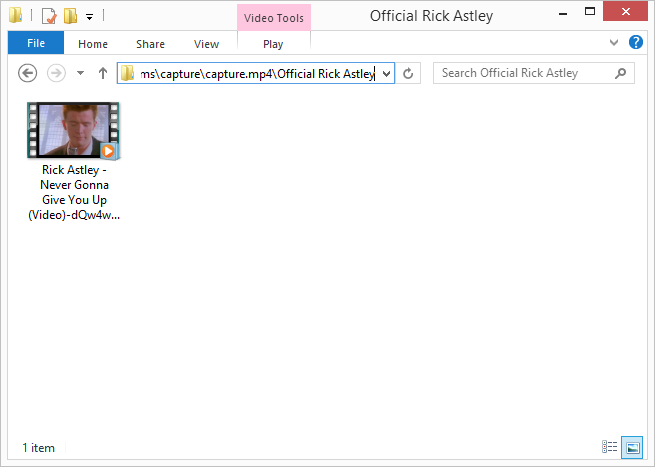 Video Tools
Official Rick Astley
File Home Share View Play
ms\capture\capture.mp4\Official Rick Astley
Search Official Rick Astley
Rick Astley -
Never Gonna
Give You Up
(Video)-dQw4w...
1 item